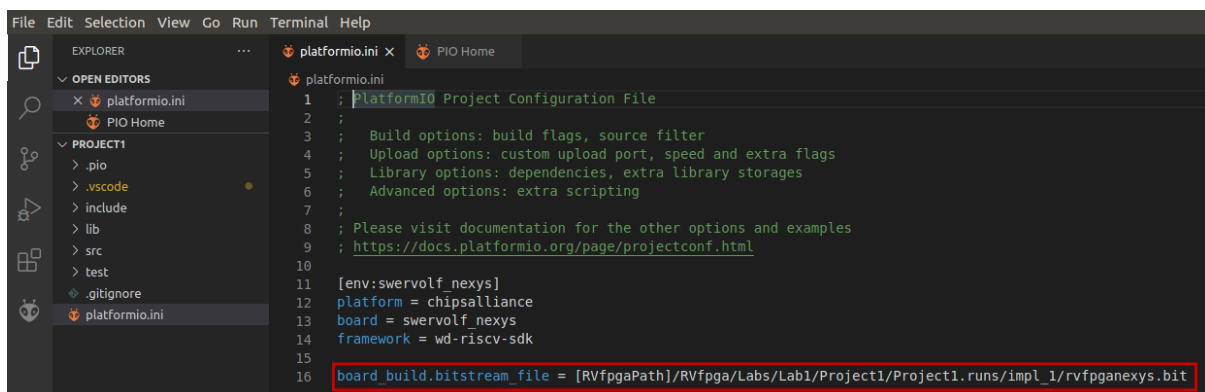 File Edit Selection View Go Run Terminal Help
EXPLORER ...
OPEN EDITORS
platformio.ini
PIO Home
PROJECT1
.pio
.vscode
include
lib
src
test
.gitignore
platformio.ini
platformio.ini PIO Home
platformio.ini
1 ; PlatformIO Project Configuration File
2 ;
3 ;   Build options: build flags, source filter
4 ;   Upload options: custom upload port, speed and extra flags
5 ;   Library options: dependencies, extra library storages
6 ;   Advanced options: extra scripting
7 ;
8 ; Please visit documentation for the other options and examples
9 ; https://docs.platformio.org/page/projectconf.html
10
11 [env:swervolf_nexys]
12 platform = chipsalliance
13 board = swervolf_nexys
14 framework = wd-riscv-sdk
15
16 board_build.bitstream_file = [RVfpgaPath]/RVfpga/Labs/Lab1/Project1/Project1.runs/impl_1/rvfpganexys.bit